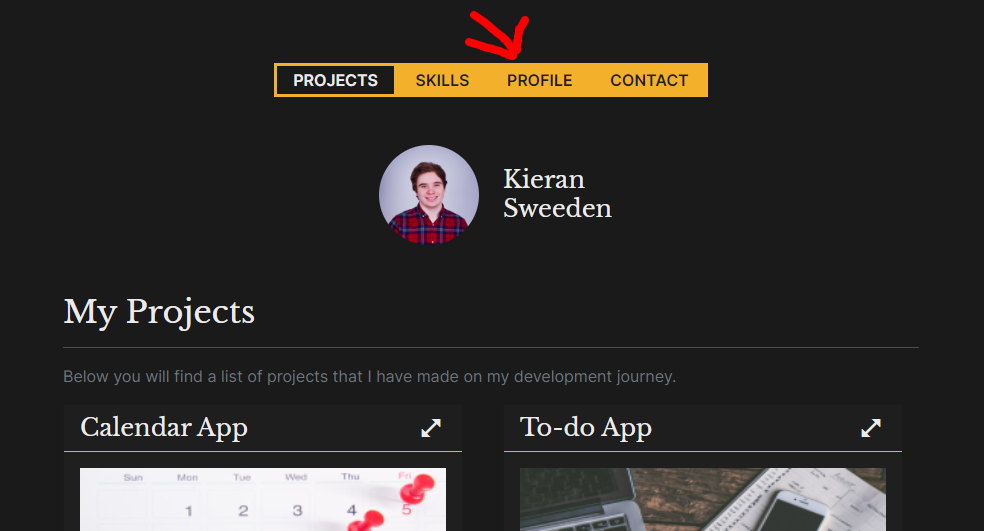 PROJECTS SKILLS PROFILE CONTACT
Kieran
Sweeden
My Projects
Below you will find a list of projects that I have made on my development journey.
Calendar App
To-do App
Sun Mon Tue Wed Thu Fri
1 2 3 4 5